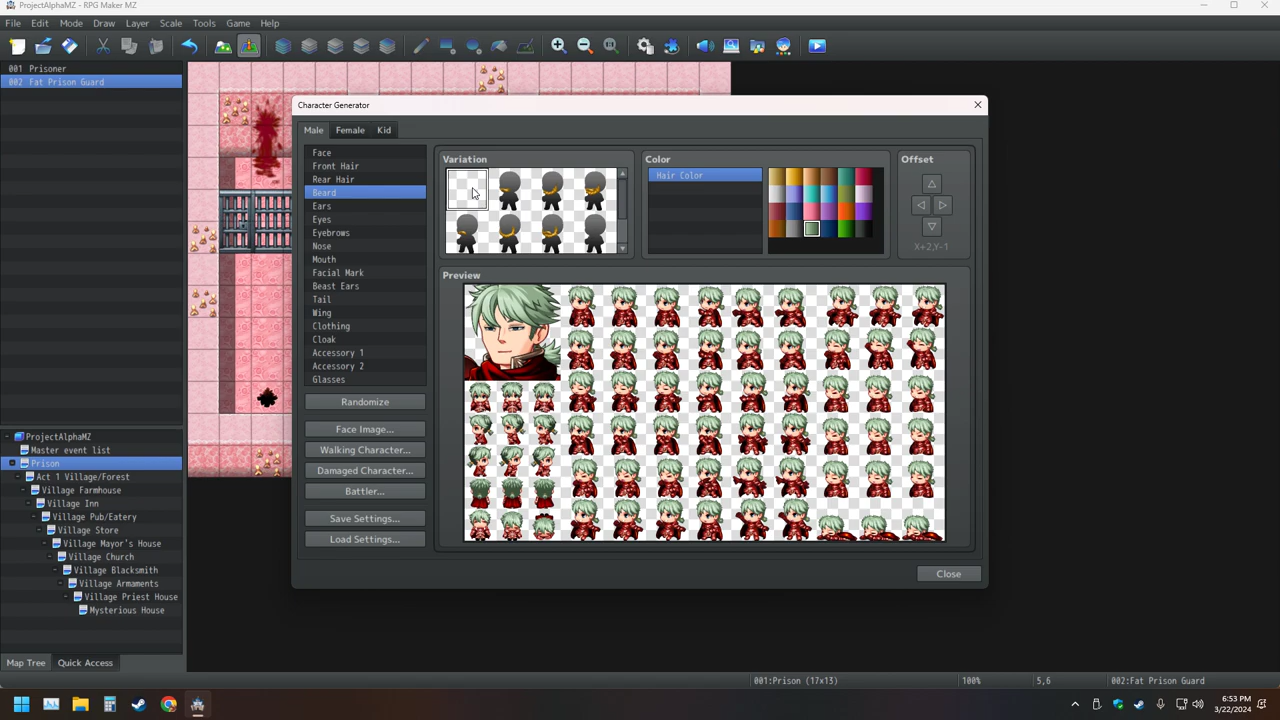 ProjectAlphaMZ - RPG Maker MZ
File Edit Mode Draw Layer Scale Tools Game Help
001 Prisoner
002 Fat Prison Guard
Character Generator
Male Female Kid
Face
Front Hair
Rear Hair
Beard
Ears
Eyes
Eyebrows
Nose
Mouth
Facial Mark
Beast Ears
Tail
Wing
Clothing
Cloak
Accessory 1
Accessory 2
Glasses
Randomize
Face Image...
Walking Character...
Damaged Character...
Battler...
Save Settings...
Load Settings...
Variation
Color
Hair Color
Offset
X+2,Y-1
Preview
Close
ProjectAlphaMZ
Master event list
Prison
Act 1 Village/Forest
Village Farmhouse
Village Inn
Village Pub/Eatery
Village Store
Village Mayor's House
Village Church
Village Blacksmith
Village Armaments
Village Priest House
Mysterious House
Map Tree Quick Access
001:Prison (17×13) 100% 5,6 002:Fat Prison Guard
6:53 PM
3/22/2024